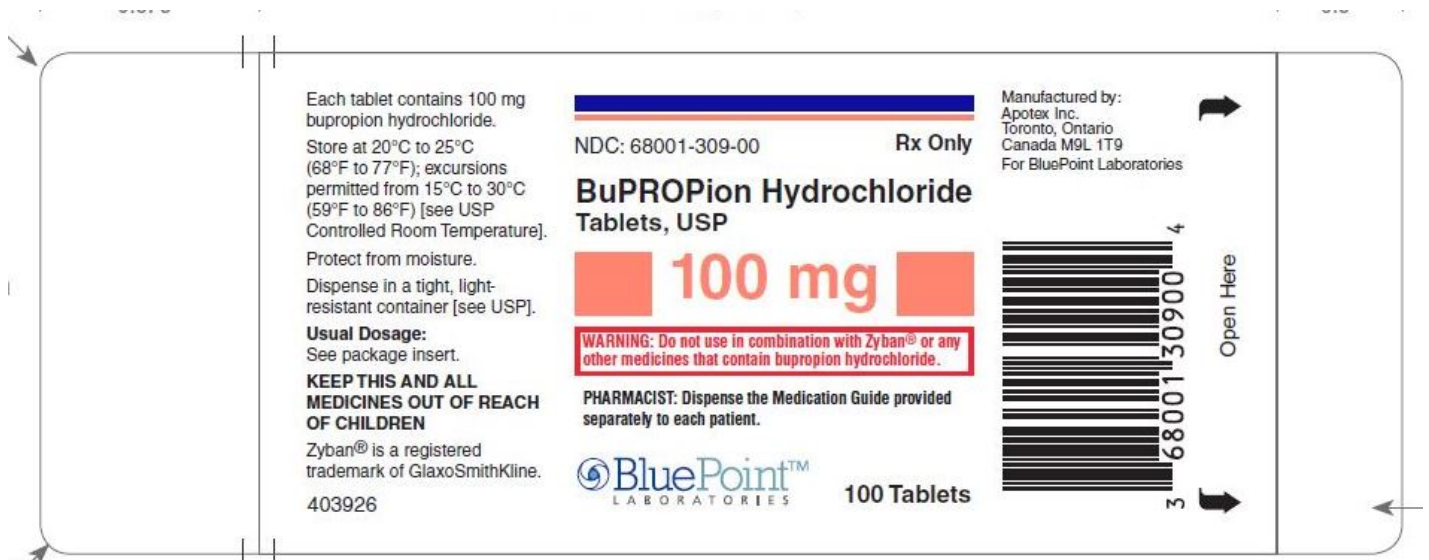 Each tablet contains 100 mg
bupropion hydrochloride.
Store at 20°C to 25°C
(68°F to 77°F); excursions
permitted from 15°C to 30°C
(59°F to 86°F) [see USP
Controlled Room Temperature].
Protect from moisture.
Dispense in a tight, light-
resistant container [see USP].
Usual Dosage:
See package insert.
KEEP THIS AND ALL
MEDICINES OUT OF REACH
OF CHILDREN
Zyban® is a registered
trademark of GlaxoSmithKline.
403926
NDC: 68001-309-00 Rx Only
BuPROPion Hydrochloride
Tablets, USP
100 mg
WARNING: Do not use in combination with Zyban® or any
other medicines that contain bupropion hydrochloride.
PHARMACIST: Dispense the Medication Guide provided
separately to each patient.
BluePoint™
LABORATORIES
100 Tablets
Manufactured by:
Apotex Inc.
Toronto, Ontario
Canada M9L 1T9
For BluePoint Laboratories
3 68001 30900 4
Open Here